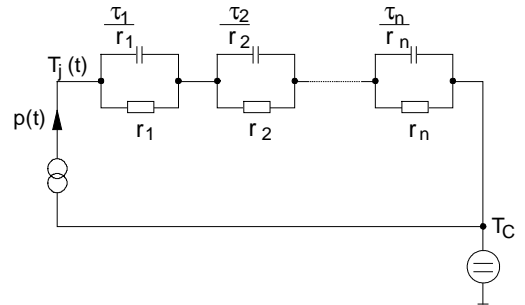 τ1 τ2 τn
r1 r2 rn
Tj (t)
r1 r2 rn
p(t)
TC